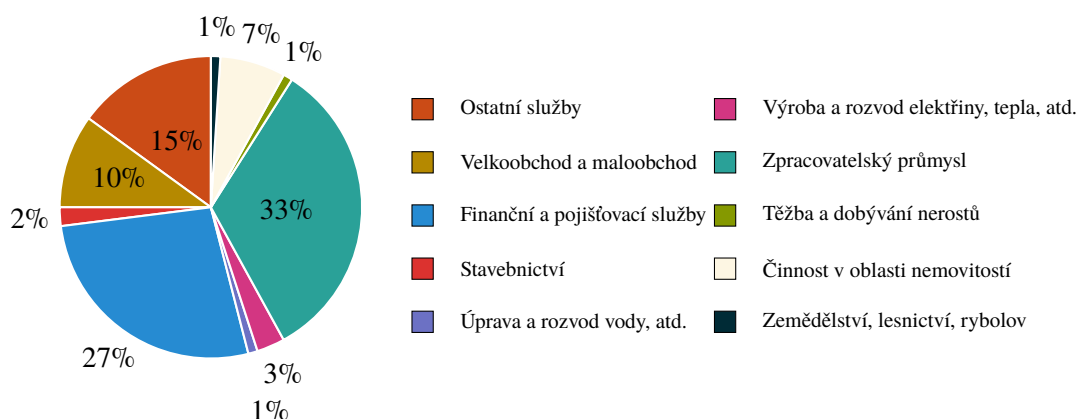 1%
7%
1%
15%
10%
33%
2%
27%
3%
1%
Ostatní služby
Velkoobchod a maloobchod
Finanční a pojišťovací služby
Stavebnictví
Úprava a rozvod vody, atd.
Výroba a rozvod elektřiny, tepla, atd.
Zpracovatelský průmysl
Těžba a dobývání nerostů
Činnost v oblasti nemovitostí
Zemědělství, lesnictví, rybolov